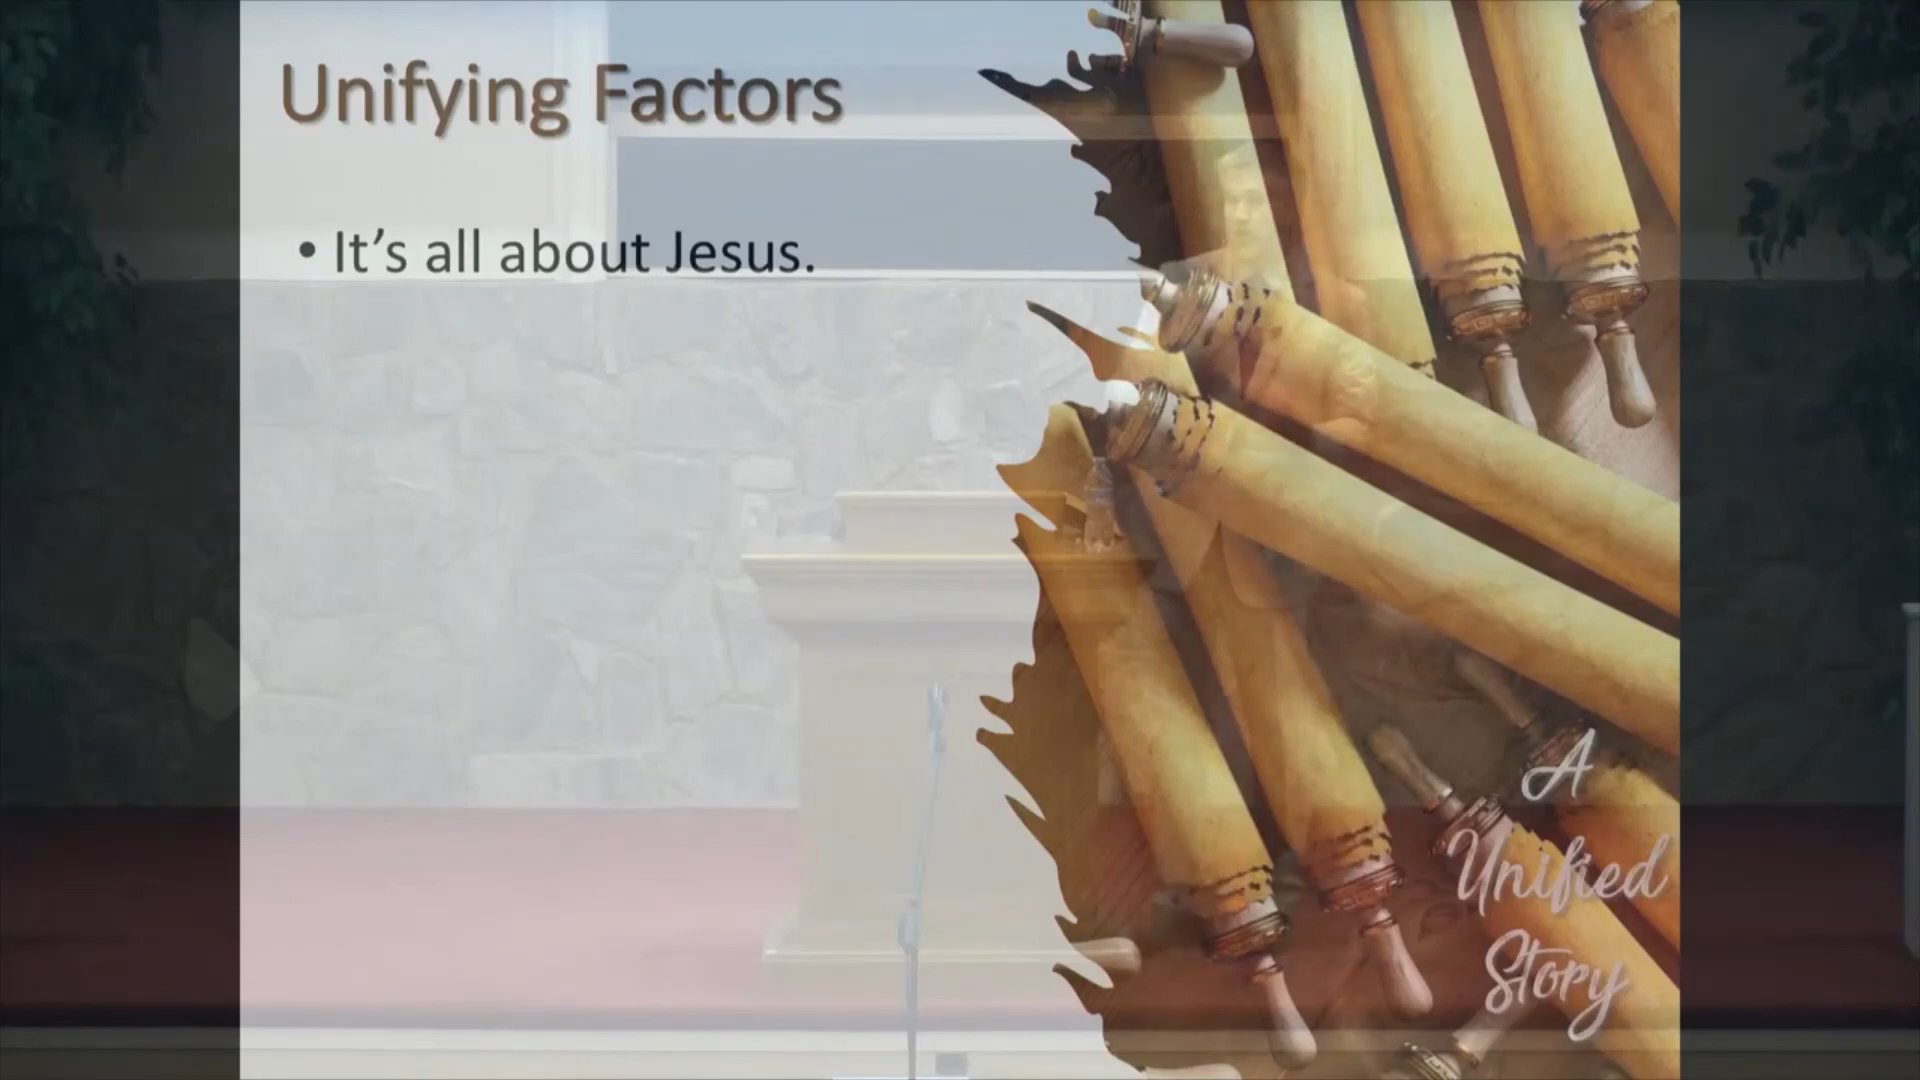 Unifying Factors
• It's all about Jesus.
A
Unified
Story